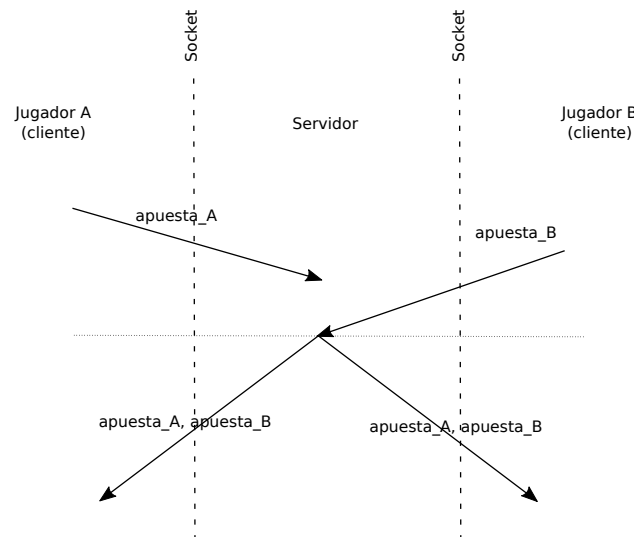 Socket
Socket
Jugador A
(cliente)
Servidor
Jugador B
(cliente)
apuesta_A
apuesta_B
apuesta_A, apuesta_B
apuesta_A, apuesta_B